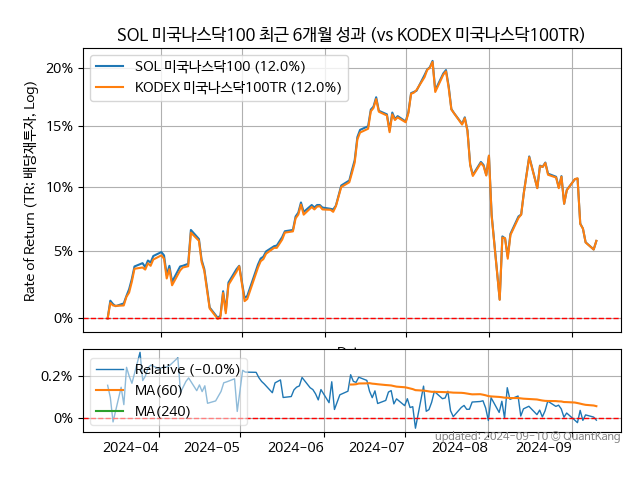 SOL 미국나스닥100 최근 6개월 성과 (vs KODEX 미국나스닥100TR)
Rate of Return (TR: 배당재투자, Log)
20%
15%
10%
5%
0%
SOL 미국나스닥100 (12.0%)
KODEX 미국나스닥100TR (12.0%)
0.2%
0%
Relative (-0.0%)
MA(60)
MA(240)
2024-04 2024-05 2024-06 2024-07 2024-08 2024-09
updated: 2024-09-10 © QuantKang